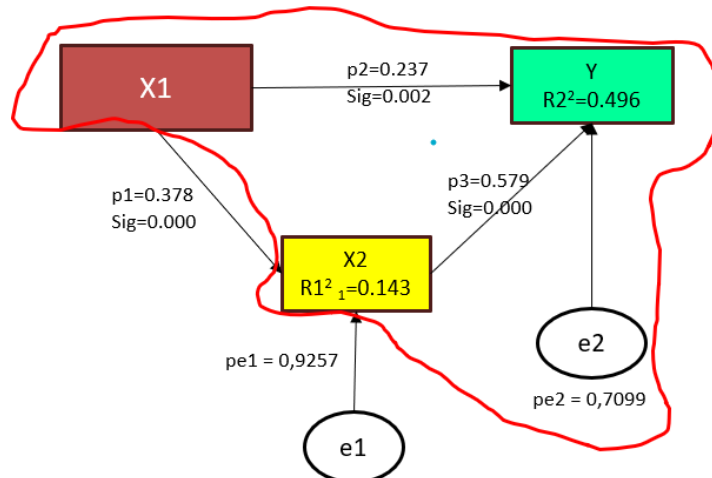 X1
p2=0.237
Sig=0.002
Y
R2²=0.496
p1=0.378
Sig=0.000
p3=0.579
Sig=0.000
X2
R1² ₁=0.143
pe1 = 0,9257
e2
pe2 = 0,7099
e1